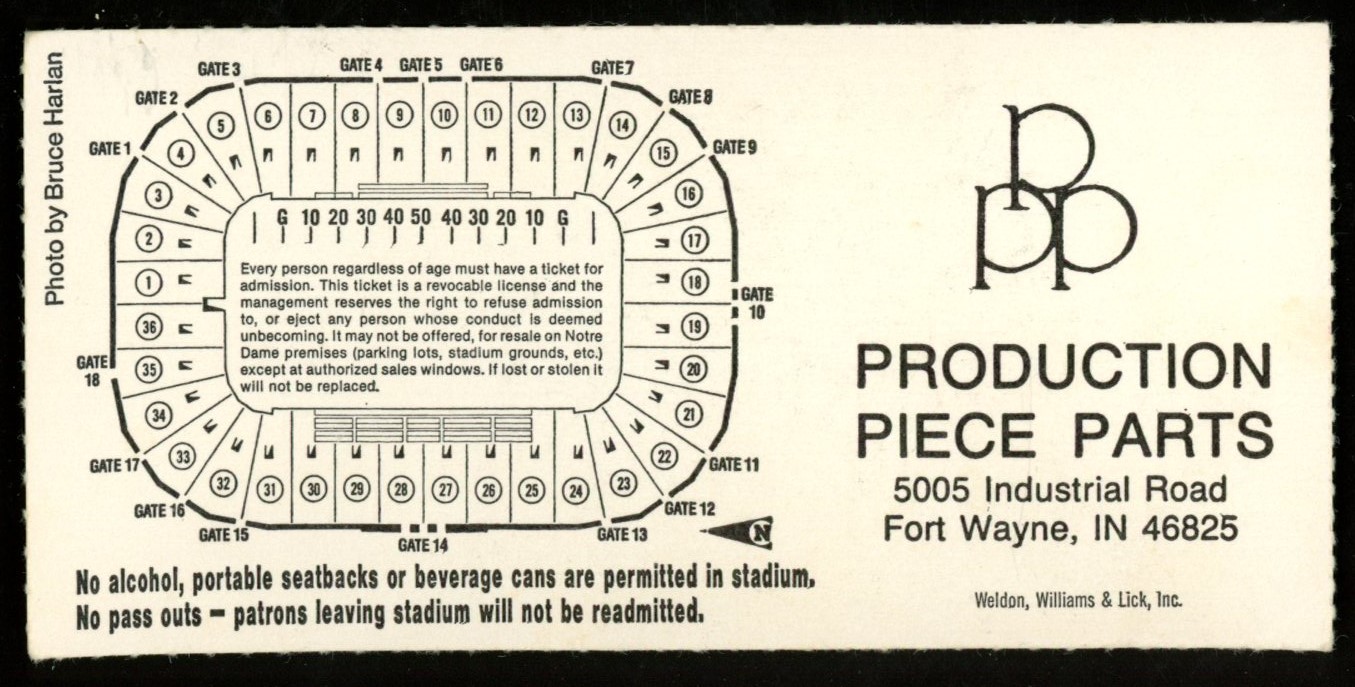 Photo by Bruce Harlan
GATE 1
GATE 2
GATE 3
GATE 4
GATE 5
GATE 6
GATE 7
GATE 8
GATE 9
GATE
10
GATE 11
GATE 12
GATE 13
GATE 14
GATE 15
GATE 16
GATE 17
GATE
18
1
2
3
4
5
6
7
8
9
10
11
12
13
14
15
16
17
18
19
20
21
22
23
24
25
26
27
28
29
30
31
32
33
34
35
36
G 10 20 30 40 50 40 30 20 10 G
Every person regardless of age must have a ticket for
admission. This ticket is a revocable license and the
management reserves the right to refuse admission
to, or eject any person whose conduct is deemed
unbecoming. It may not be offered, for resale on Notre
Dame premises (parking lots, stadium grounds, etc.)
except at authorized sales windows. If lost or stolen it
will not be replaced.
N
No alcohol, portable seatbacks or beverage cans are permitted in stadium.
No pass outs – patrons leaving stadium will not be readmitted.
p
p p
PRODUCTION
PIECE PARTS
5005 Industrial Road
Fort Wayne, IN 46825
Weldon, Williams & Lick, Inc.